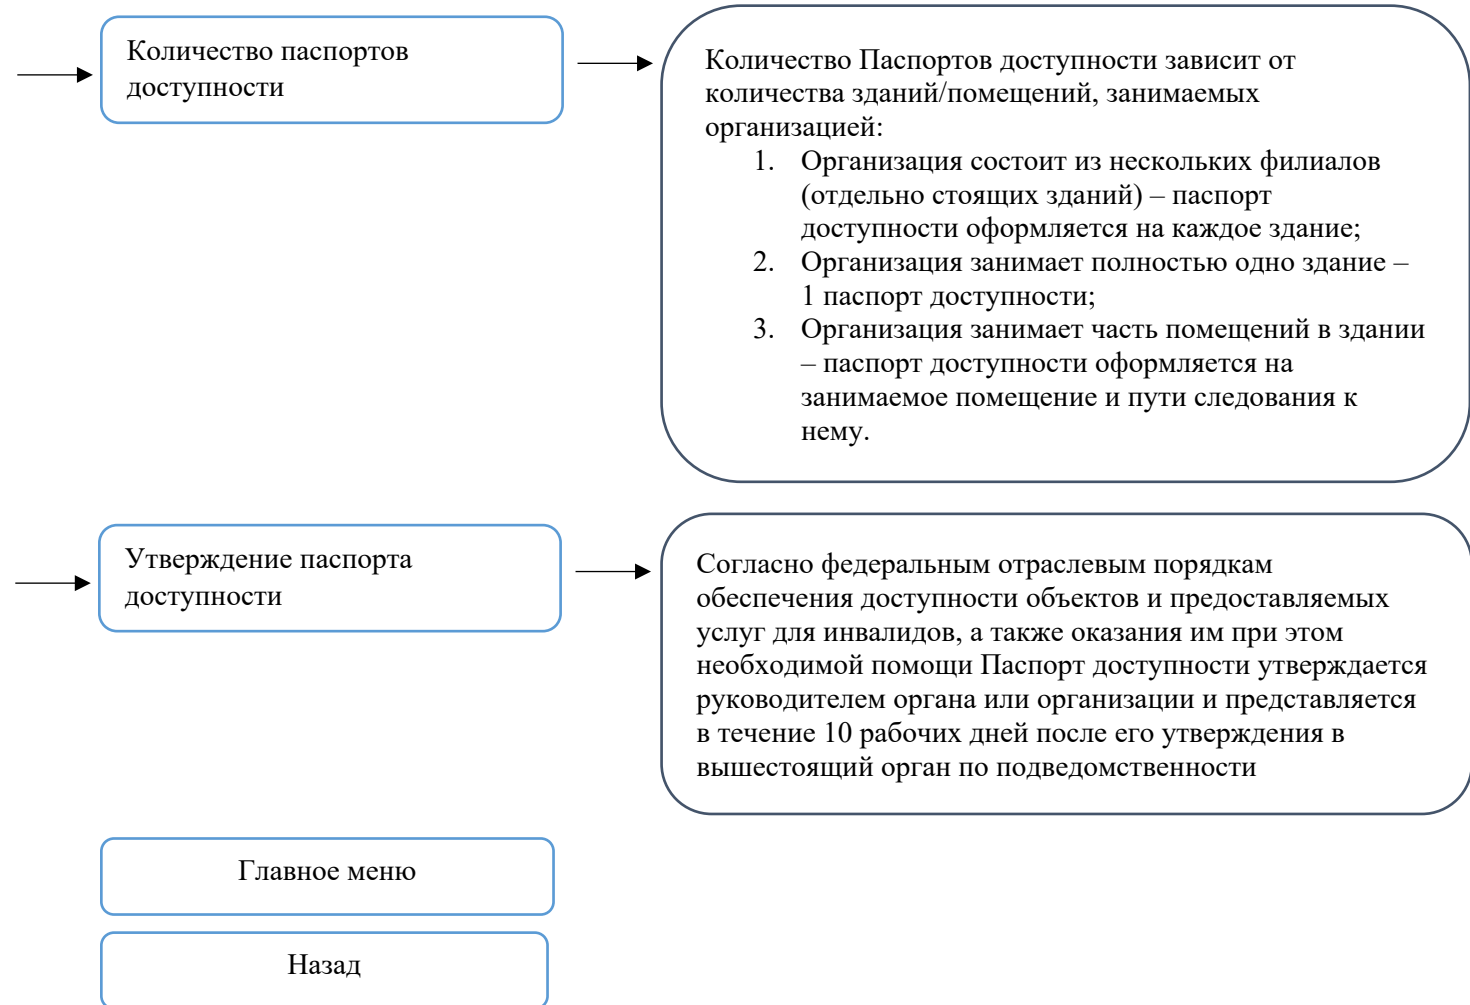 Количество паспортов
доступности
Количество Паспортов доступности зависит от
количества зданий/помещений, занимаемых
организацией:
1. Организация состоит из нескольких филиалов
(отдельно стоящих зданий) – паспорт
доступности оформляется на каждое здание;
2. Организация занимает полностью одно здание –
1 паспорт доступности;
3. Организация занимает часть помещений в здании
– паспорт доступности оформляется на
занимаемое помещение и пути следования к
нему.
Утверждение паспорта
доступности
Согласно федеральным отраслевым порядкам
обеспечения доступности объектов и предоставляемых
услуг для инвалидов, а также оказания им при этом
необходимой помощи Паспорт доступности утверждается
руководителем органа или организации и представляется
в течение 10 рабочих дней после его утверждения в
вышестоящий орган по подведомственности
Главное меню
Назад